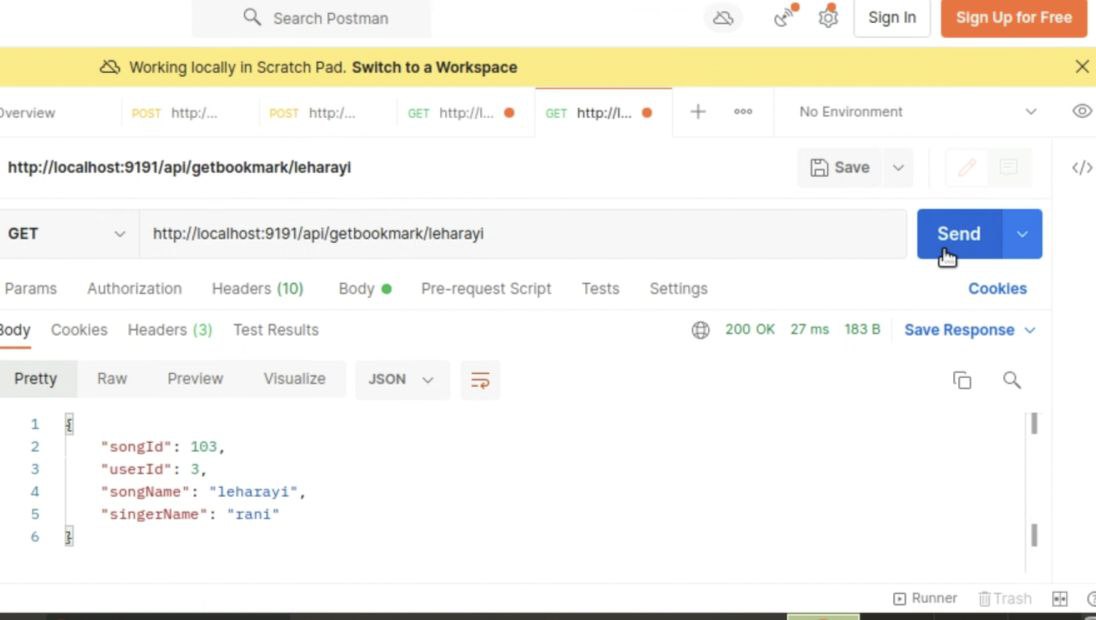 Search Postman
Sign In
Sign Up for Free
Working locally in Scratch Pad. Switch to a Workspace
Overview
POST http:/...
POST http:/...
GET http://l...
GET http://l...
No Environment
http://localhost:9191/api/getbookmark/leharayi
Save
GET
http://localhost:9191/api/getbookmark/leharayi
Send
Params Authorization Headers (10) Body Pre-request Script Tests Settings Cookies
Body Cookies Headers (3) Test Results 200 OK 27 ms 183 B Save Response
Pretty Raw Preview Visualize JSON
1 {
2 "songId": 103,
3 "userId": 3,
4 "songName": "leharayi",
5 "singerName": "rani"
6 }
Runner Trash